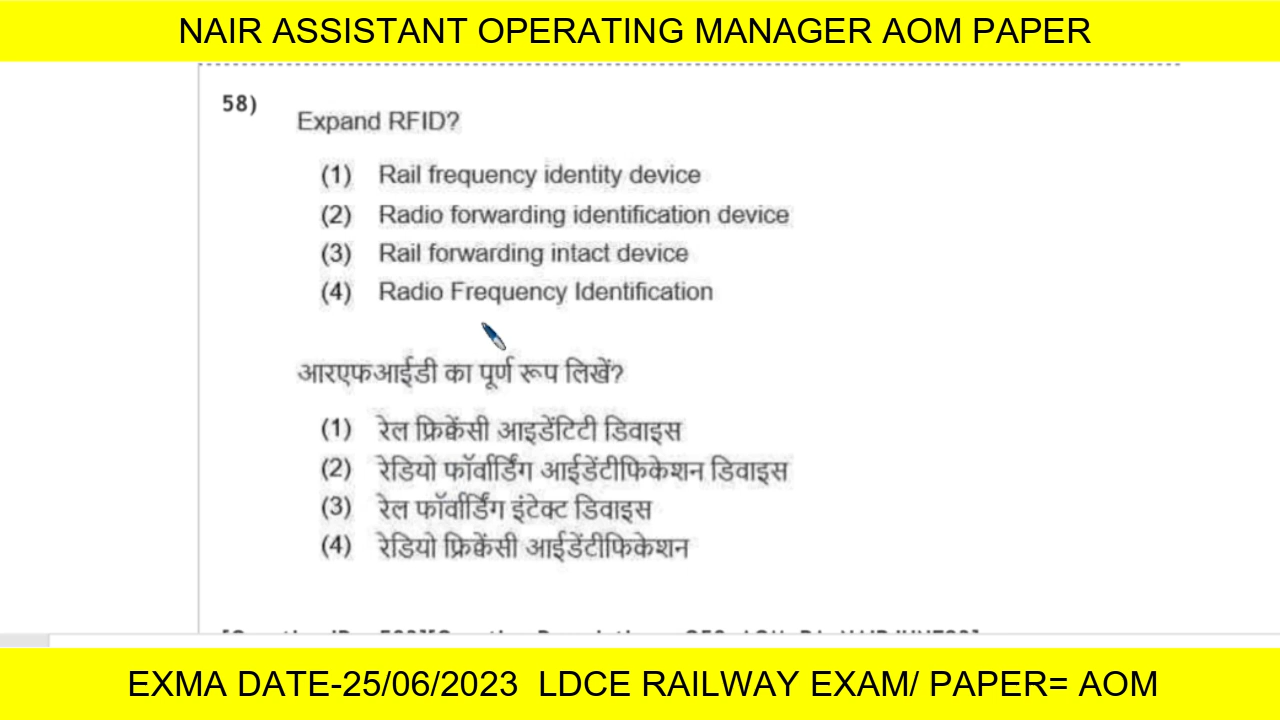 NAIR ASSISTANT OPERATING MANAGER AOM PAPER
58)
Expand RFID?
(1) Rail frequency identity device
(2) Radio forwarding identification device
(3) Rail forwarding intact device
(4) Radio Frequency Identification
आरएफआईडी का पूर्ण रूप लिखें?
(1) रेल फ्रिक्वेंसी आइडेंटिटी डिवाइस
(2) रेडियो फॉर्वार्डिंग आईडेंटीफिकेशन डिवाइस
(3) रेल फॉर्वार्डिंग इंटेक्ट डिवाइस
(4) रेडियो फ्रिक्वेंसी आईडेंटीफिकेशन
EXMA DATE-25/06/2023 LDCE RAILWAY EXAM/ PAPER= AOM